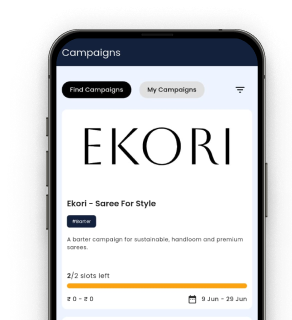 Campaigns
Find Campaigns
My Campaigns
EKORI
Ekori - Saree For Style
#Barter
A barter campaign for sustainable, handloom and premium
sarees.
2/2 slots left
₹ 0 - ₹ 0
9 Jun - 29 Jun